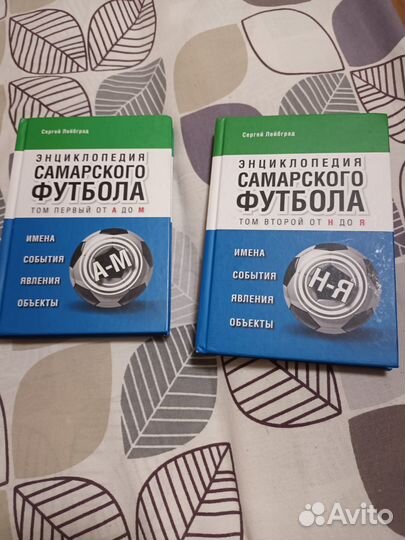 Сергей Лейбград
ЭНЦИКЛОПЕДИЯ
САМАРСКОГО
ФУТБОЛА
ТОМ ПЕРВЫЙ ОТ А ДО М
ИМЕНА
СОБЫТИЯ
ЯВЛЕНИЯ
ОБЪЕКТЫ
А-М
Сергей Лейбград
ЭНЦИКЛОПЕДИЯ
САМАРСКОГО
ФУТБОЛА
ТОМ ВТОРОЙ ОТ Н ДО Я
ИМЕНА
СОБЫТИЯ
ЯВЛЕНИЯ
ОБЪЕКТЫ
Н-Я
Avito